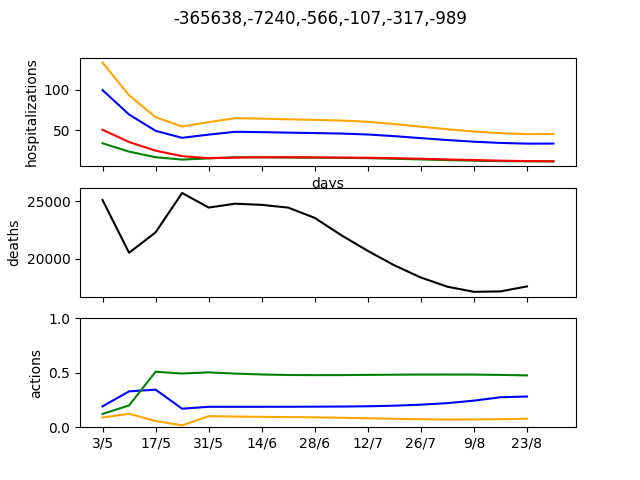 -365638,-7240,-566,-107,-317,-989
hospitalizations
100
50
days
deaths
25000
20000
actions
1.0
0.5
0.0
3/5 17/5 31/5 14/6 28/6 12/7 26/7 9/8 23/8